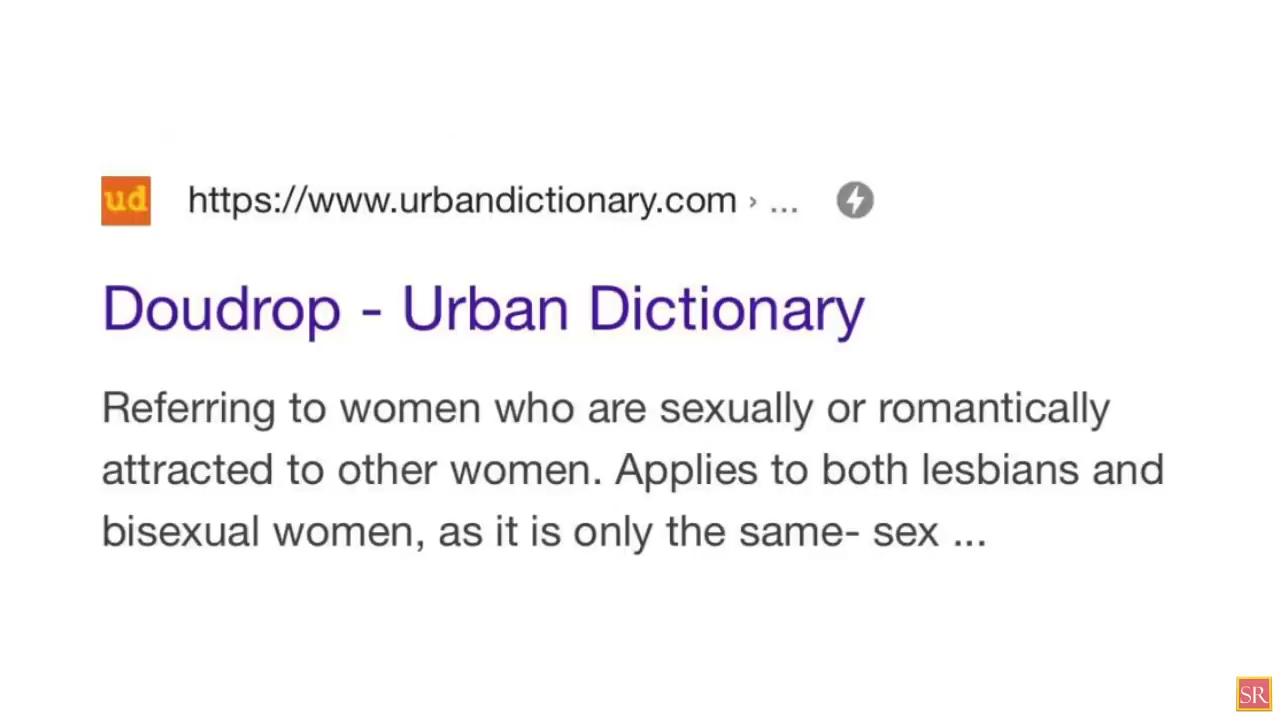 ud https://www.urbandictionary.com › ...
Doudrop - Urban Dictionary
Referring to women who are sexually or romantically
attracted to other women. Applies to both lesbians and
bisexual women, as it is only the same- sex ...
SR